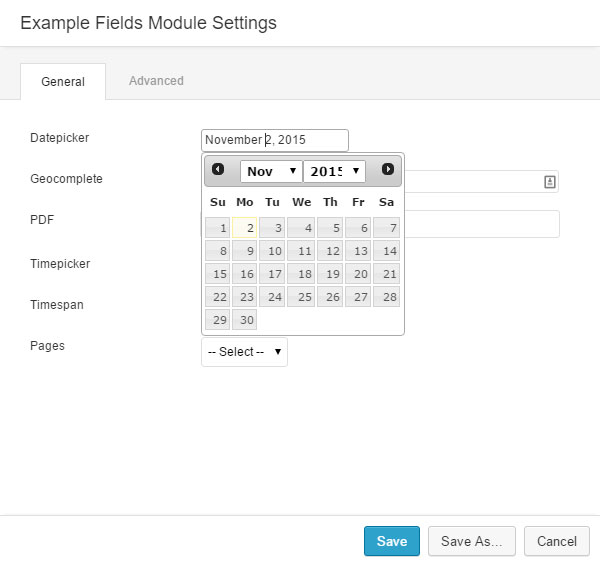 Example Fields Module Settings
General Advanced
Datepicker November 2, 2015
Nov 2015
Geocomplete
Su Mo Tu We Th Fr Sa
PDF 1 2 3 4 5 6 7
8 9 10 11 12 13 14
Timepicker 15 16 17 18 19 20 21
Timespan 22 23 24 25 26 27 28
29 30
Pages -- Select --
Save Save As... Cancel